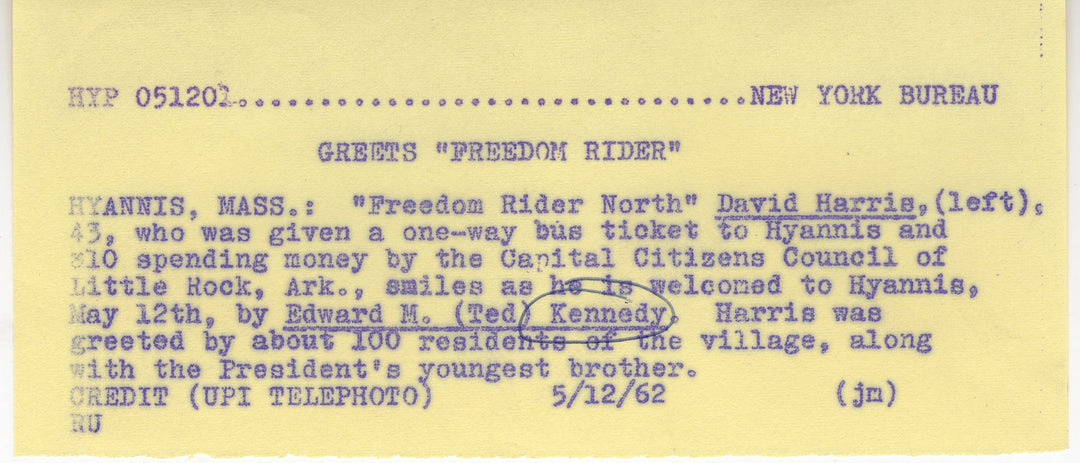 HYP 051202......................................NEW YORK BUREAU
GREETS "FREEDOM RIDER"
HYANNIS, MASS.: "Freedom Rider North" David Harris,(left),
43, who was given a one-way bus ticket to Hyannis and
$10 spending money by the Capital Citizens Council of
Little Rock, Ark., smiles as he is welcomed to Hyannis,
May 12th, by Edward M. (Ted) Kennedy. Harris was
greeted by about 100 residents of the village, along
with the President's youngest brother.
CREDIT (UPI TELEPHOTO) 5/12/62 (jm)
RU